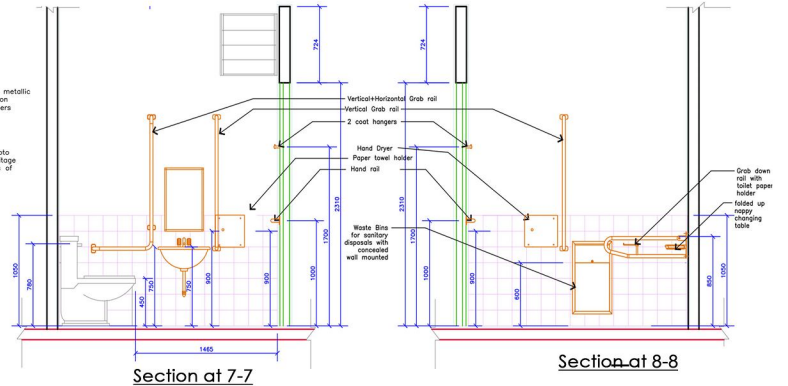 metallic
on
ers
oto
itage
of
724
724
Vertical+Horizontal Grab rail
Vertical Grab rail
2 coat hangers
Hand Dryer
Paper towel holder
Hand rail
Waste Bins
for sanitary
disposals with
concealed
wall mounted
Grab down
rail with
toilet paper
holder
folded up
nappy
changing
table
1050
780
450
750
750
900
900
1000
1700
2310
1465
2310
1700
1000
900
600
850
1050
Section at 7-7
Section at 8-8